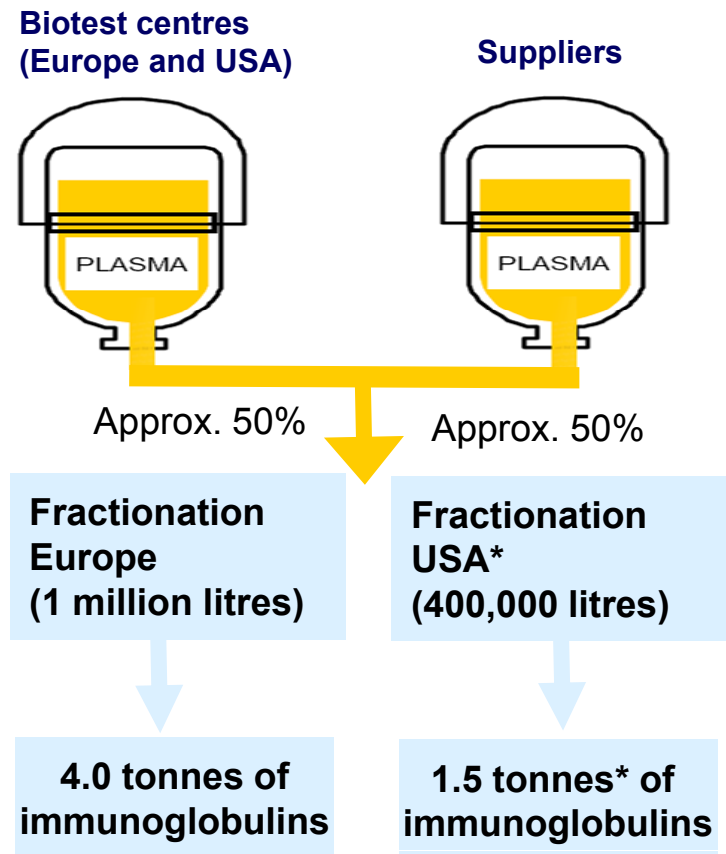 Biotest centres
(Europe and USA)
Suppliers
PLASMA
PLASMA
Approx. 50%
Approx. 50%
Fractionation
Europe
(1 million litres)
Fractionation
USA*
(400,000 litres)
4.0 tonnes of
immunoglobulins
1.5 tonnes* of
immunoglobulins